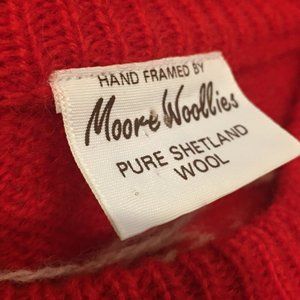 HAND FRAMED BY
Moore Woollies
PURE SHETLAND
WOOL